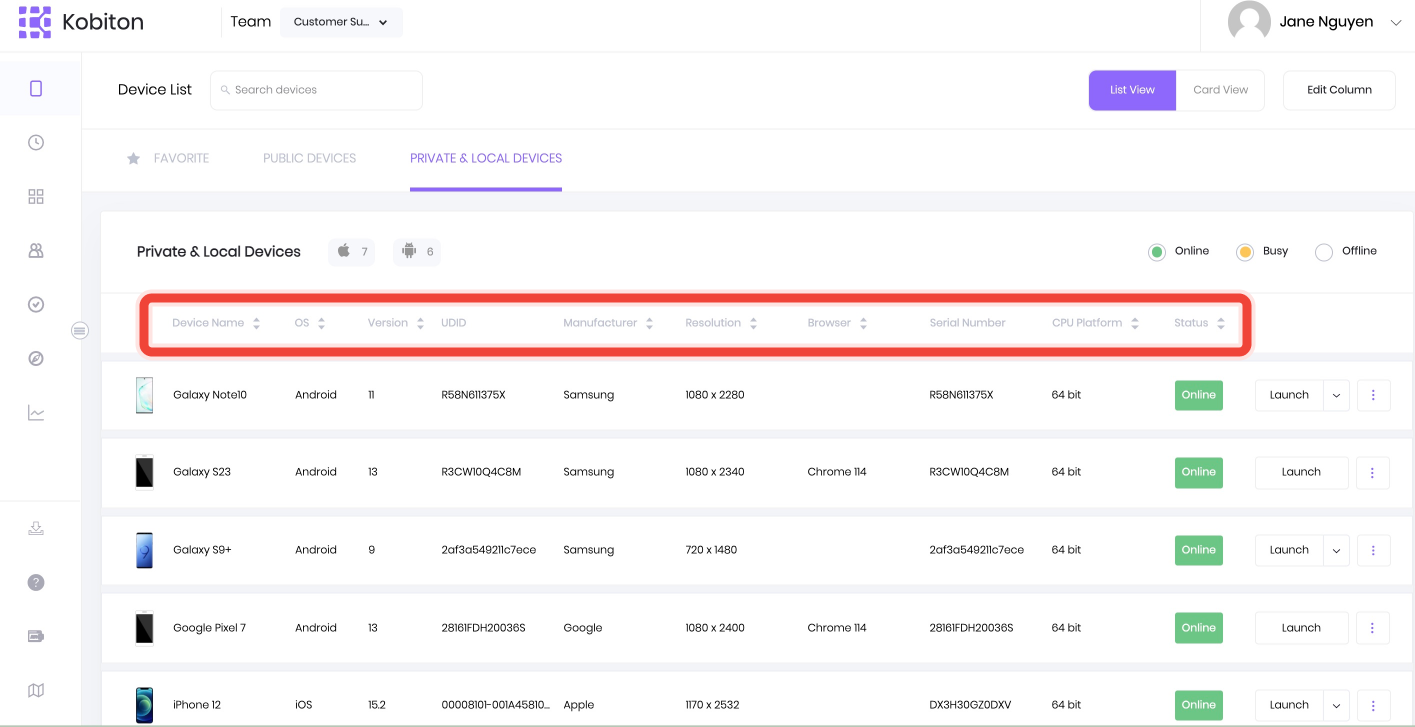 Kobiton Team Customer Su... Jane Nguyen
Device List Search devices List View Card View Edit Column
FAVORITE PUBLIC DEVICES PRIVATE & LOCAL DEVICES
Private & Local Devices 7 6 Online Busy Offline
Device Name OS Version UDID Manufacturer Resolution Browser Serial Number CPU Platform Status
Galaxy Note10 Android 11 R58N611375X Samsung 1080 x 2280 R58N611375X 64 bit Online Launch
Galaxy S23 Android 13 R3CW10Q4C8M Samsung 1080 x 2340 Chrome 114 R3CW10Q4C8M 64 bit Online Launch
Galaxy S9+ Android 9 2af3a549211c7ece Samsung 720 x 1480 2af3a549211c7ece 64 bit Online Launch
Google Pixel 7 Android 13 28161FDH20036S Google 1080 x 2400 Chrome 114 28161FDH20036S 64 bit Online Launch
iPhone 12 iOS 15.2 00008101-001A45810... Apple 1170 x 2532 DX3H30GZ0DXV 64 bit Online Launch